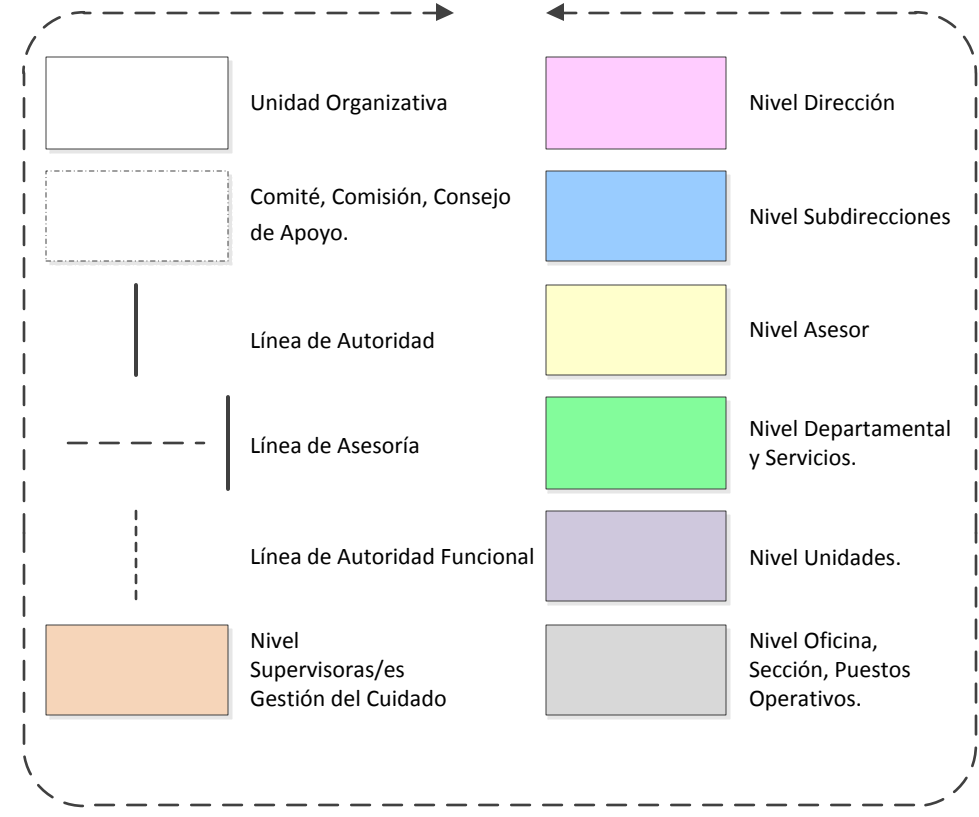 Unidad Organizativa
Comité, Comisión, Consejo
de Apoyo.
Línea de Autoridad
Línea de Asesoría
Línea de Autoridad Funcional
Nivel
Supervisoras/es
Gestión del Cuidado
Nivel Dirección
Nivel Subdirecciones
Nivel Asesor
Nivel Departamental
y Servicios.
Nivel Unidades.
Nivel Oficina,
Sección, Puestos
Operativos.